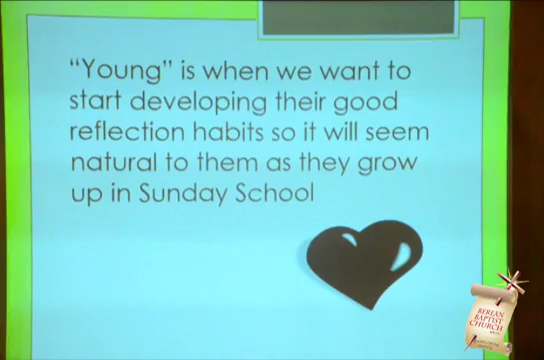 “Young” is when we want to
start developing their good
reflection habits so it will seem
natural to them as they grow
up in Sunday School
BEREAN
BAPTIST
CHURCH